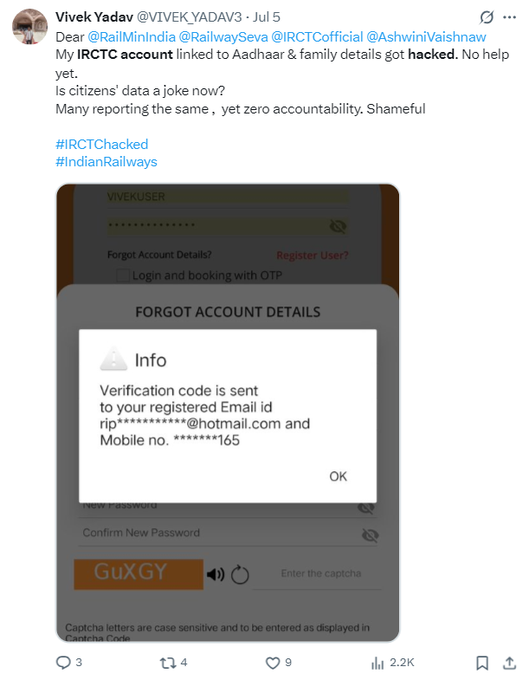 Vivek Yadav @VIVEK_YADAV3 · Jul 5
Dear @RailMinIndia @RailwaySeva @IRCTCofficial @AshwiniVaishnaw
My IRCTC account linked to Aadhaar & family details got hacked. No help
yet.
Is citizens' data a joke now?
Many reporting the same , yet zero accountability. Shameful
#IRCTChacked
#IndianRailways
VIVEKUSER
**************
Forgot Account Details?
Register User?
Login and booking with OTP
FORGOT ACCOUNT DETAILS
Info
Verification code is sent
to your registered Email id
rip***********@hotmail.com and
Mobile no. *******165
OK
New Password
Confirm New Password
GuXGY
Enter the captcha
Captcha letters are case sensitive and to be entered as displayed in
Captcha Code
3
4
9
2.2K